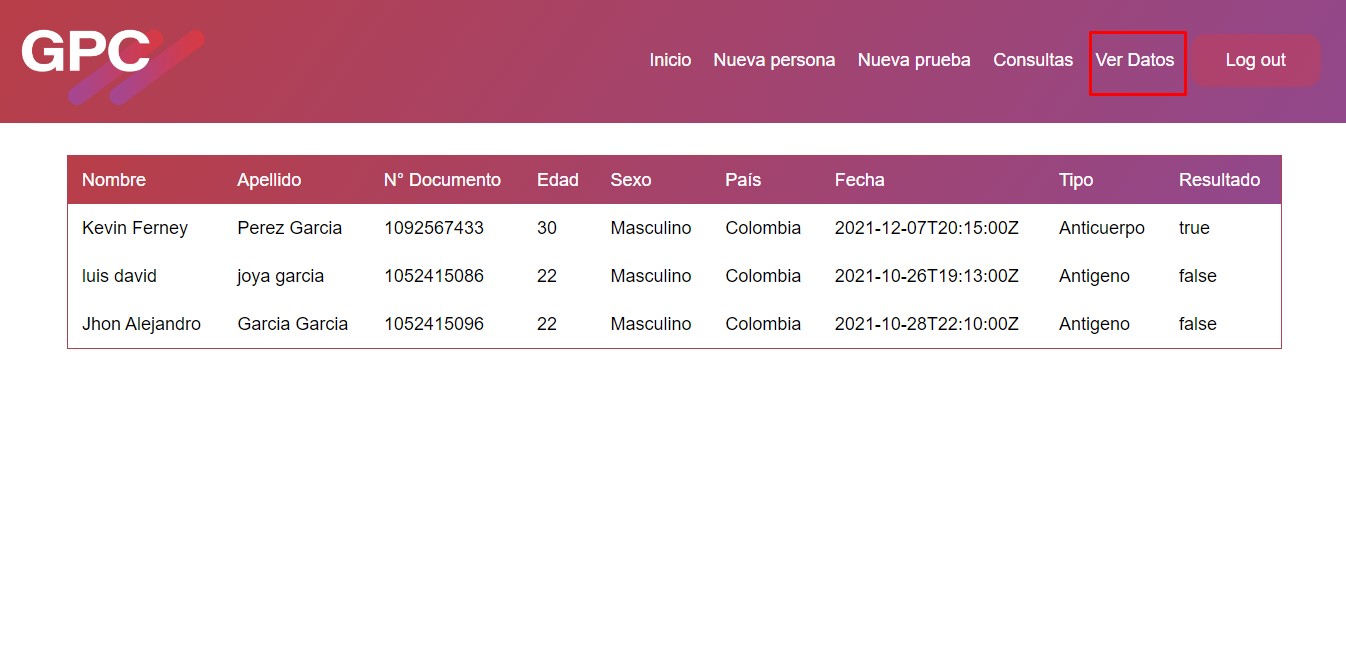 GPC
Inicio Nueva persona Nueva prueba Consultas Ver Datos Log out
Nombre Apellido N° Documento Edad Sexo País Fecha Tipo Resultado
Kevin Ferney Perez Garcia 1092567433 30 Masculino Colombia 2021-12-07T20:15:00Z Anticuerpo true
luis david joya garcia 1052415086 22 Masculino Colombia 2021-10-26T19:13:00Z Antigeno false
Jhon Alejandro Garcia Garcia 1052415096 22 Masculino Colombia 2021-10-28T22:10:00Z Antigeno false